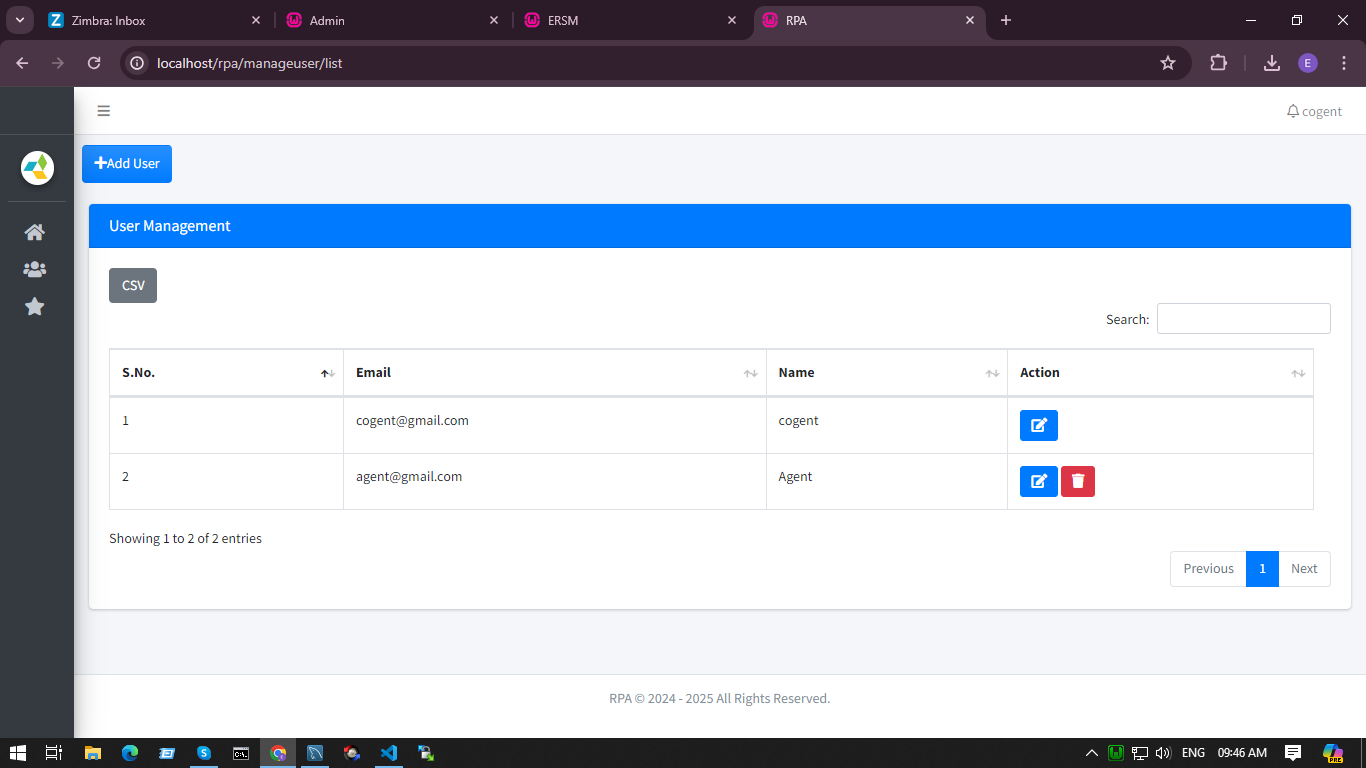 Zimbra: Inbox
Admin
ERSM
RPA
localhost/rpa/manageuser/list
E
cogent
Add User
User Management
CSV
Search:
S.No. Email Name Action
1 cogent@gmail.com cogent
2 agent@gmail.com Agent
Showing 1 to 2 of 2 entries
Previous 1 Next
RPA © 2024 - 2025 All Rights Reserved.
ENG 09:46 AM
PRE